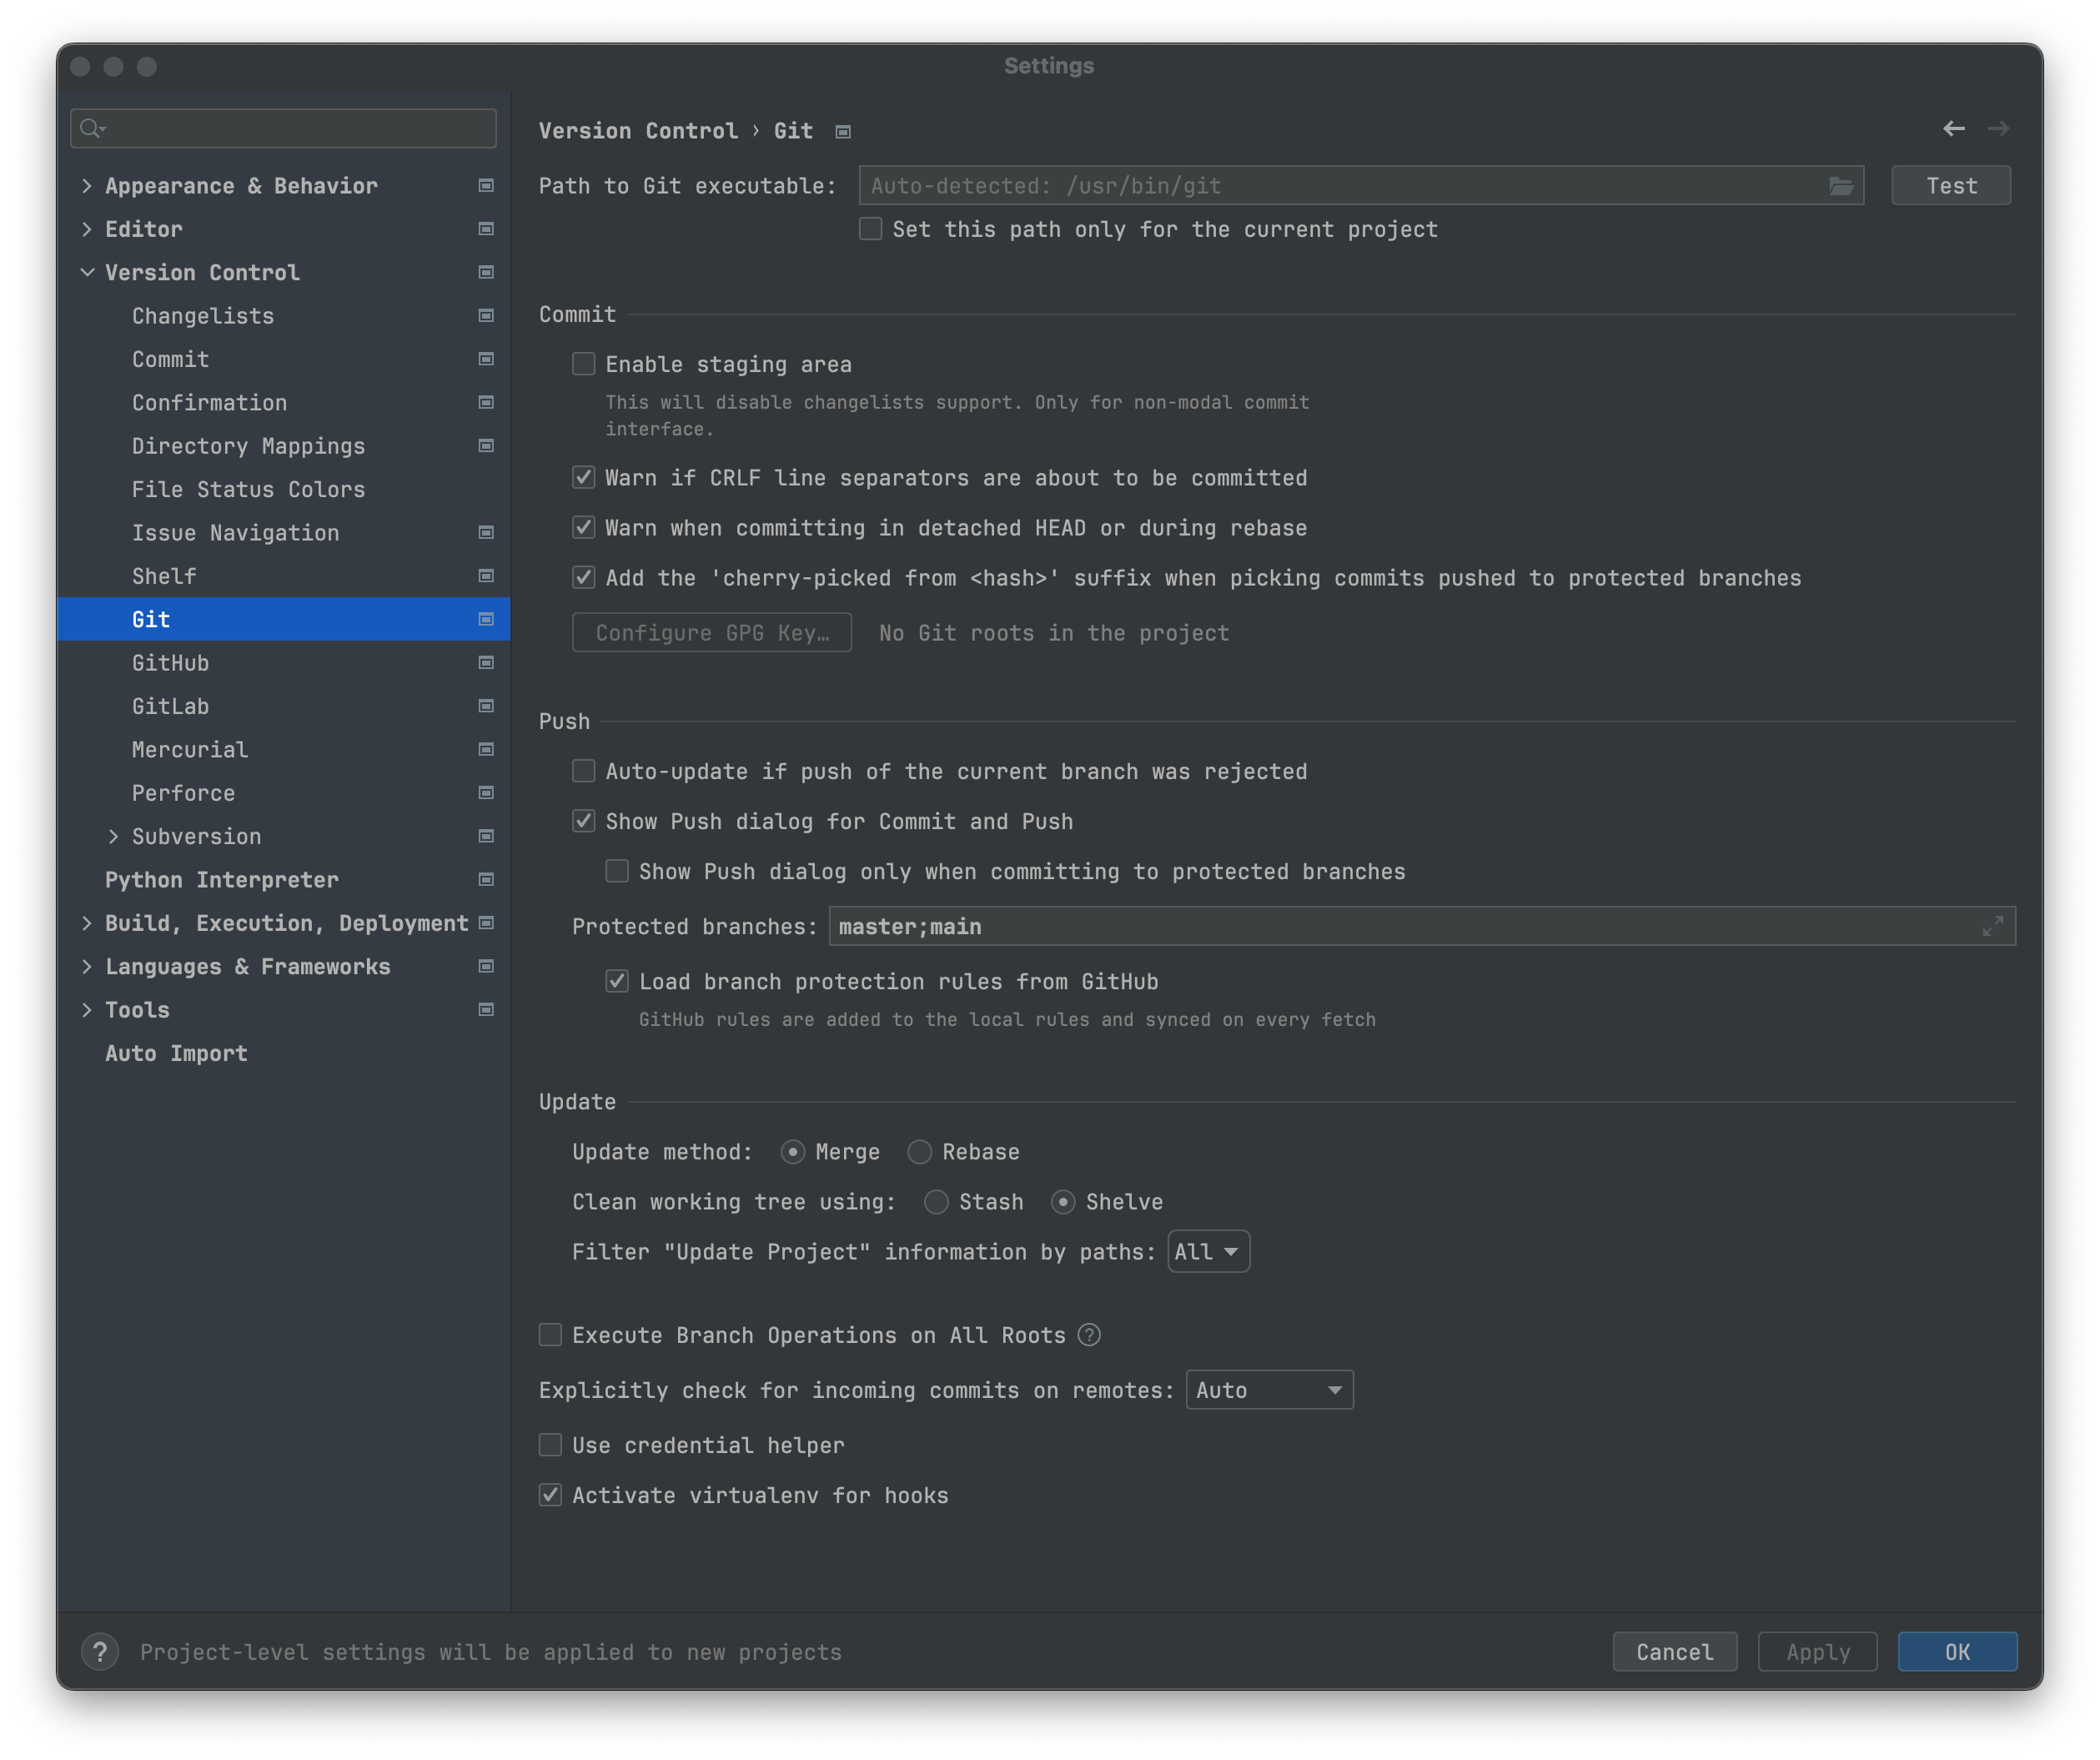 Settings
Appearance & Behavior
Editor
Version Control
Changelists
Commit
Confirmation
Directory Mappings
File Status Colors
Issue Navigation
Shelf
Git
GitHub
GitLab
Mercurial
Perforce
Subversion
Python Interpreter
Build, Execution, Deployment
Languages & Frameworks
Tools
Auto Import
Version Control › Git
Path to Git executable: Auto-detected: /usr/bin/git Test
Set this path only for the current project
Commit
Enable staging area
This will disable changelists support. Only for non-modal commit
interface.
Warn if CRLF line separators are about to be committed
Warn when committing in detached HEAD or during rebase
Add the 'cherry-picked from <hash>' suffix when picking commits pushed to protected branches
Configure GPG Key… No Git roots in the project
Push
Auto-update if push of the current branch was rejected
Show Push dialog for Commit and Push
Show Push dialog only when committing to protected branches
Protected branches: master;main
Load branch protection rules from GitHub
GitHub rules are added to the local rules and synced on every fetch
Update
Update method: Merge Rebase
Clean working tree using: Stash Shelve
Filter "Update Project" information by paths: All
Execute Branch Operations on All Roots ?
Explicitly check for incoming commits on remotes: Auto
Use credential helper
Activate virtualenv for hooks
? Project-level settings will be applied to new projects
Cancel Apply OK